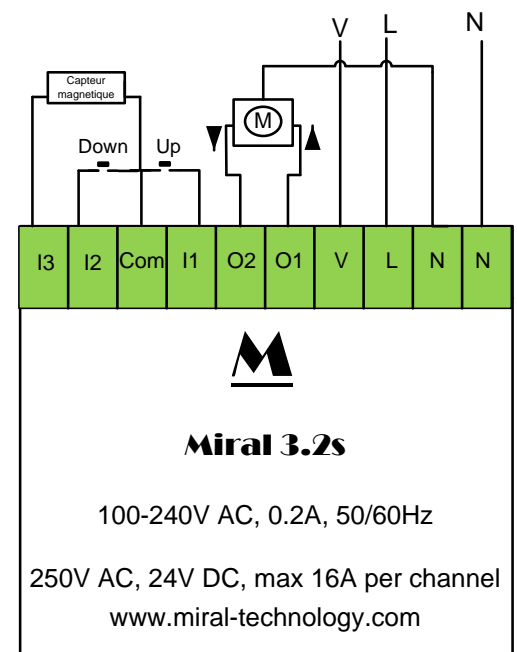 V L N
Capteur
magnetique
M
Down Up
I3 I2 Com I1 O2 O1 V L N N
M
Miral 3.2s
100-240V AC, 0.2A, 50/60Hz
250V AC, 24V DC, max 16A per channel
www.miral-technology.com